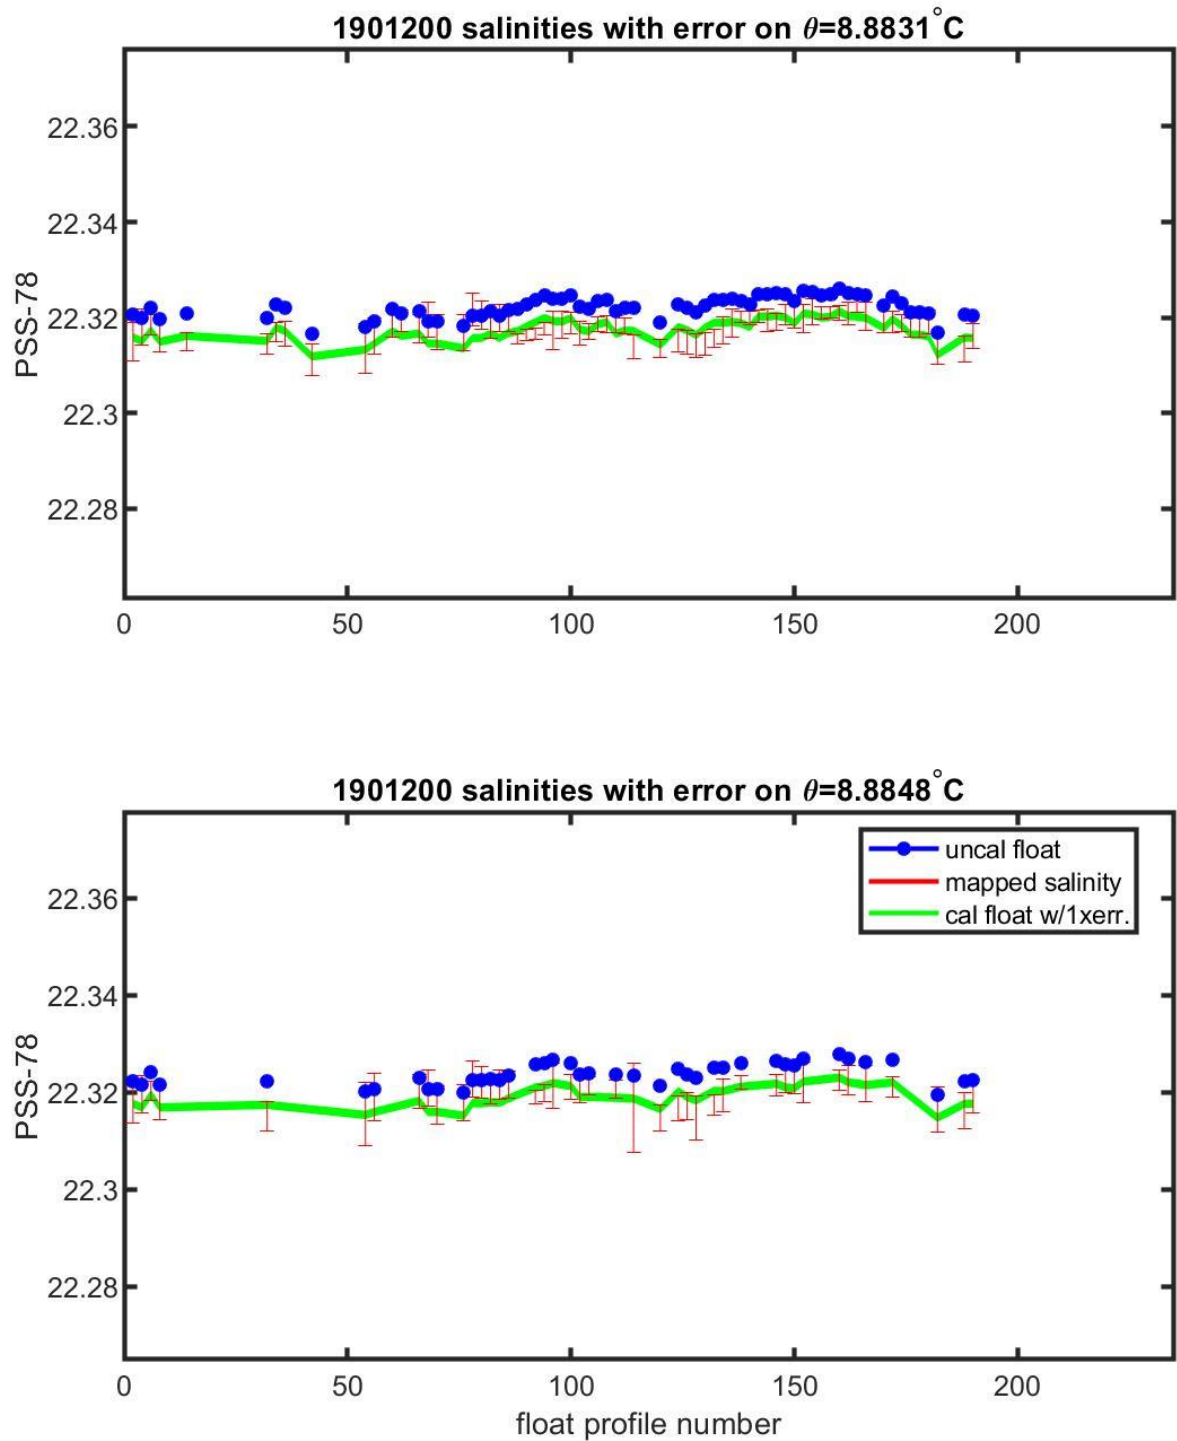 1901200 salinities with error on θ=8.8831°C
PSS-78
22.36
22.34
22.32
22.3
22.28
0 50 100 150 200
1901200 salinities with error on θ=8.8848°C
uncal float
mapped salinity
cal float w/1xerr.
PSS-78
22.36
22.34
22.32
22.3
22.28
0 50 100 150 200
float profile number